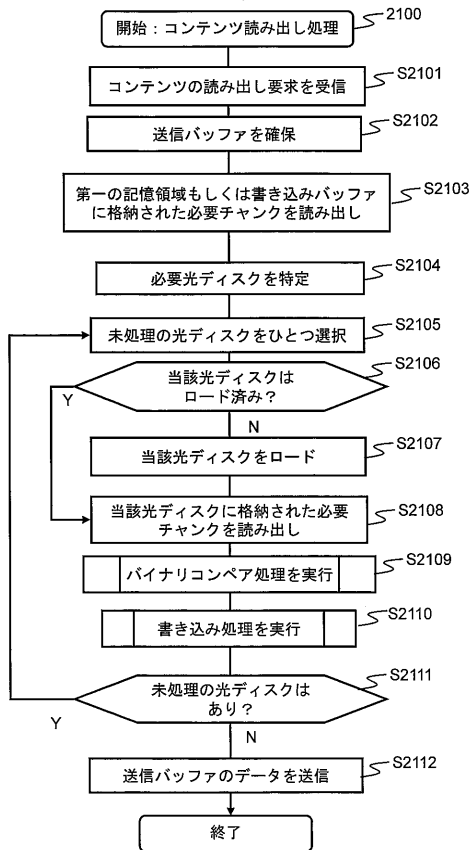 開始：コンテンツ読み出し処理
2100
コンテンツの読み出し要求を受信
S2101
送信バッファを確保
S2102
第一の記憶領域もしくは書き込みバッファ
に格納された必要チャンクを読み出し
S2103
必要光ディスクを特定
S2104
未処理の光ディスクをひとつ選択
S2105
当該光ディスクは
ロード済み？
S2106
Y
N
当該光ディスクをロード
S2107
当該光ディスクに格納された必要
チャンクを読み出し
S2108
バイナリコンペア処理を実行
S2109
書き込み処理を実行
S2110
未処理の光ディスクは
あり？
S2111
Y
N
送信バッファのデータを送信
S2112
終了